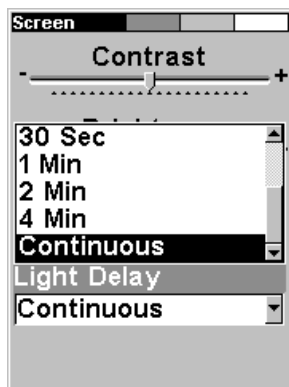 Screen
Contrast
- +
30 Sec
1 Min
2 Min
4 Min
Continuous
Light Delay
Continuous